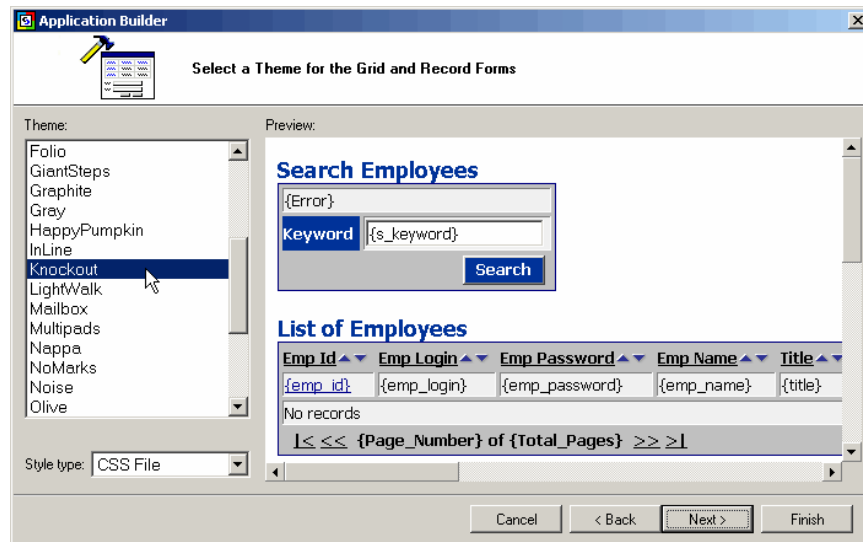 Application Builder
Select a Theme for the Grid and Record Forms
Theme:
Preview:
Folio
GiantSteps
Graphite
Gray
HappyPumpkin
InLine
Knockout
LightWalk
Mailbox
Multipads
Nappa
NoMarks
Noise
Olive
Style type: CSS File
Search Employees
{Error}
Keyword {s_keyword}
Search
List of Employees
Emp Id Emp Login Emp Password Emp Name Title
{emp_id} {emp_login} {emp_password} {emp_name} {title}
No records
|< << {Page_Number} of {Total_Pages} >> >|
Cancel < Back Next > Finish